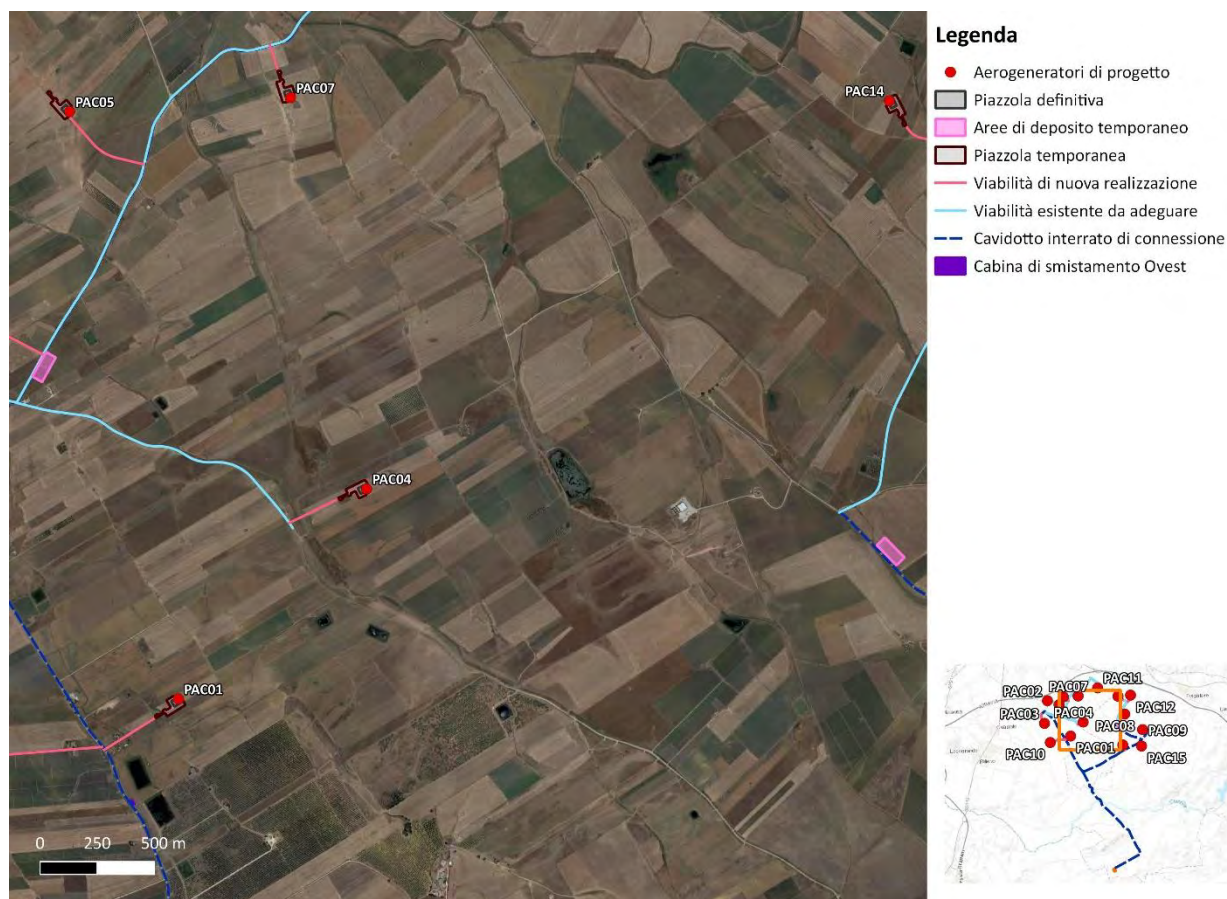 PAC05
PAC07
PAC14
PAC04
PAC01
0 250 500 m
Legenda
Aerogeneratori di progetto
Piazzola definitiva
Aree di deposito temporaneo
Piazzola temporanea
Viabilità di nuova realizzazione
Viabilità esistente da adeguare
Cavidotto interrato di connessione
Cabina di smistamento Ovest
PAC11
PAC02
PAC07
PAC12
PAC03
PAC04
PAC08
PAC09
PAC01
PAC10
PAC15